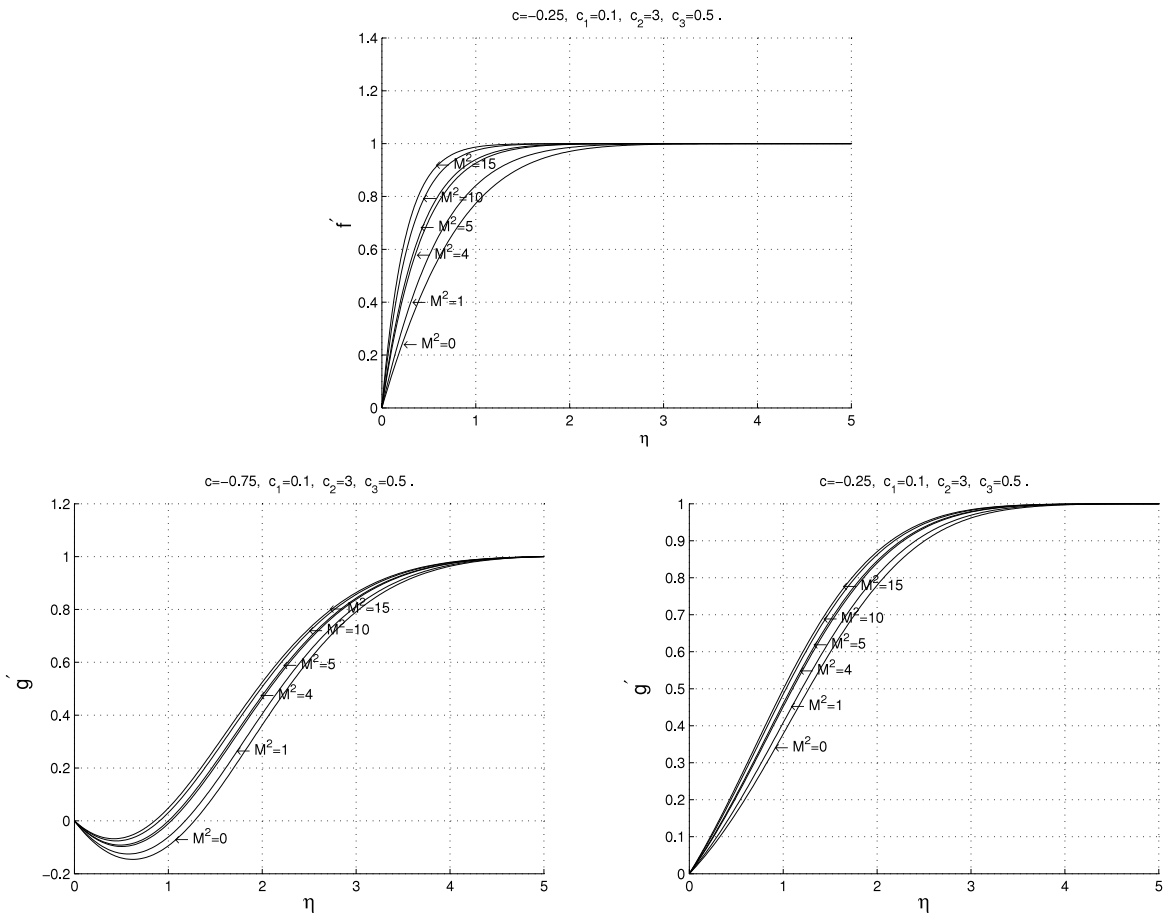 c=−0.25, c₁=0.1, c₂=3, c₃=0.5 .
1.4
1.2
1
0.8
0.6
0.4
0.2
0
f′
M²=15
M²=10
M²=5
M²=4
M²=1
M²=0
0 1 2 3 4 5
η
c=−0.75, c₁=0.1, c₂=3, c₃=0.5 .
1.2
1
0.8
0.6
0.4
0.2
0
−0.2
g′
M²=15
M²=10
M²=5
M²=4
M²=1
M²=0
0 1 2 3 4 5
η
c=−0.25, c₁=0.1, c₂=3, c₃=0.5 .
1
0.9
0.8
0.7
0.6
0.5
0.4
0.3
0.2
0.1
0
g′
M²=15
M²=10
M²=5
M²=4
M²=1
M²=0
0 1 2 3 4 5
η